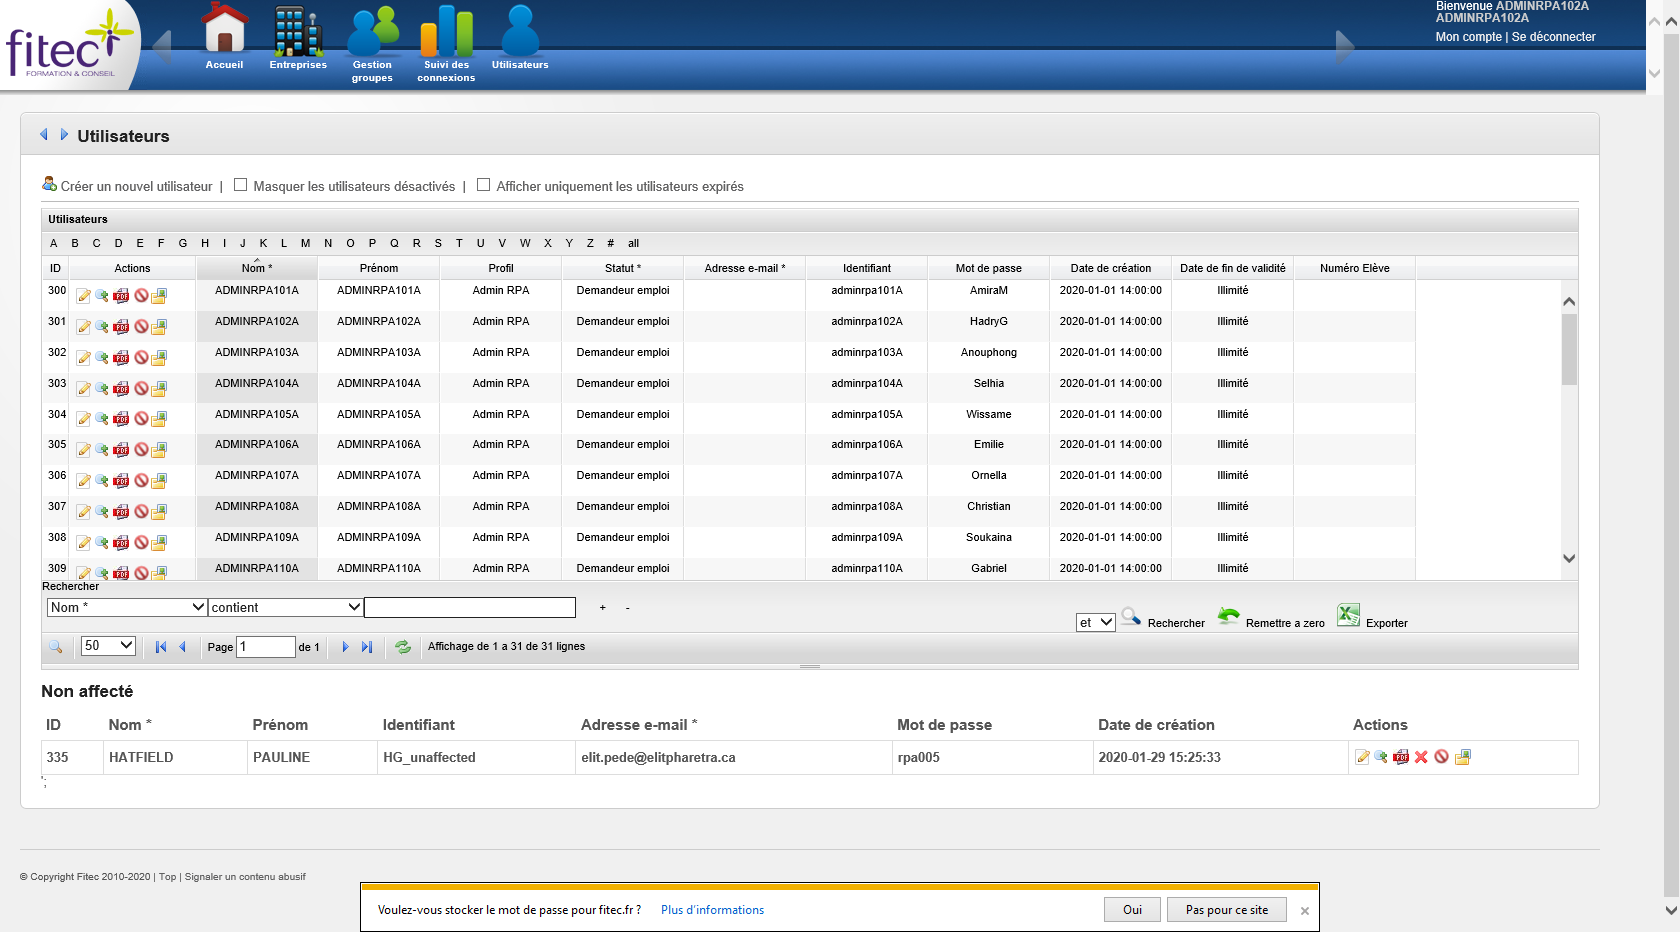 fitec
FORMATION & CONSEIL
Accueil
Entreprises
Gestion groupes
Suivi des connexions
Utilisateurs
Bienvenue ADMINRPA102A
ADMINRPA102A
Mon compte | Se déconnecter
Utilisateurs
Créer un nouvel utilisateur | Masquer les utilisateurs désactivés | Afficher uniquement les utilisateurs expirés
Utilisateurs
A B C D E F G H I J K L M N O P Q R S T U V W X Y Z # all
ID Actions Nom * Prénom Profil Statut * Adresse e-mail * Identifiant Mot de passe Date de création Date de fin de validité Numéro Elève
300 PDF ADMINRPA101A ADMINRPA101A Admin RPA Demandeur emploi adminrpa101A AmiraM 2020-01-01 14:00:00 Illimité
301 PDF ADMINRPA102A ADMINRPA102A Admin RPA Demandeur emploi adminrpa102A HadryG 2020-01-01 14:00:00 Illimité
302 PDF ADMINRPA103A ADMINRPA103A Admin RPA Demandeur emploi adminrpa103A Anouphong 2020-01-01 14:00:00 Illimité
303 PDF ADMINRPA104A ADMINRPA104A Admin RPA Demandeur emploi adminrpa104A Selhia 2020-01-01 14:00:00 Illimité
304 PDF ADMINRPA105A ADMINRPA105A Admin RPA Demandeur emploi adminrpa105A Wissame 2020-01-01 14:00:00 Illimité
305 PDF ADMINRPA106A ADMINRPA106A Admin RPA Demandeur emploi adminrpa106A Emilie 2020-01-01 14:00:00 Illimité
306 PDF ADMINRPA107A ADMINRPA107A Admin RPA Demandeur emploi adminrpa107A Ornella 2020-01-01 14:00:00 Illimité
307 PDF ADMINRPA108A ADMINRPA108A Admin RPA Demandeur emploi adminrpa108A Christian 2020-01-01 14:00:00 Illimité
308 PDF ADMINRPA109A ADMINRPA109A Admin RPA Demandeur emploi adminrpa109A Soukaina 2020-01-01 14:00:00 Illimité
309 PDF ADMINRPA110A ADMINRPA110A Admin RPA Demandeur emploi adminrpa110A Gabriel 2020-01-01 14:00:00 Illimité
Rechercher
Nom * contient + -
et Rechercher Remettre a zero Exporter
50 Page 1 de 1 Affichage de 1 a 31 de 31 lignes
Non affecté
ID Nom * Prénom Identifiant Adresse e-mail * Mot de passe Date de création Actions
335 HATFIELD PAULINE HG_unaffected elit.pede@elitpharetra.ca rpa005 2020-01-29 15:25:33 PDF
';
© Copyright Fitec 2010-2020 | Top | Signaler un contenu abusif
Voulez-vous stocker le mot de passe pour fitec.fr ? Plus d'informations Oui Pas pour ce site ×